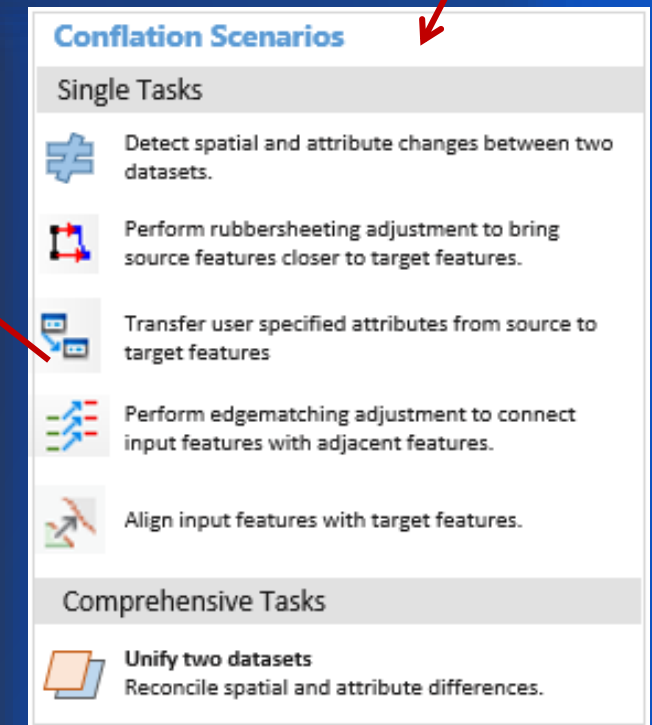 Conflation Scenarios
Single Tasks
Detect spatial and attribute changes between two
datasets.
Perform rubbersheeting adjustment to bring
source features closer to target features.
Transfer user specified attributes from source to
target features
Perform edgematching adjustment to connect
input features with adjacent features.
Align input features with target features.
Comprehensive Tasks
Unify two datasets
Reconcile spatial and attribute differences.